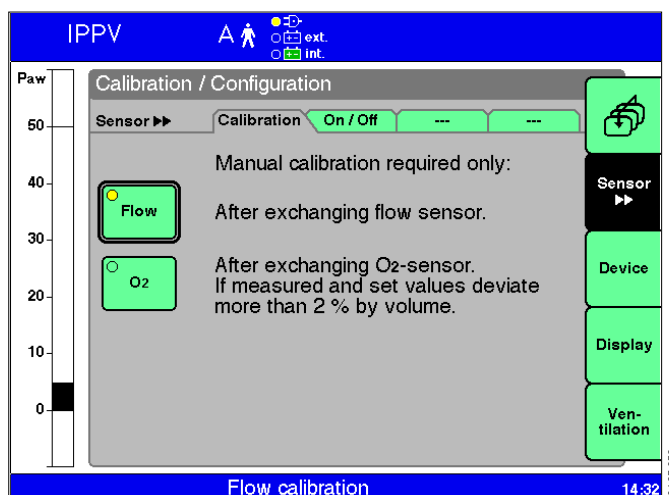 IPPV
A
ext.
int.
Paw
Calibration / Configuration
Sensor ▶▶
Calibration
On / Off
---
---
Manual calibration required only:
Flow
After exchanging flow sensor.
O2
After exchanging O2-sensor.
If measured and set values deviate
more than 2 % by volume.
50
40
30
20
10
0
Sensor
▶▶
Device
Display
Ven-
tilation
Flow calibration
14:32